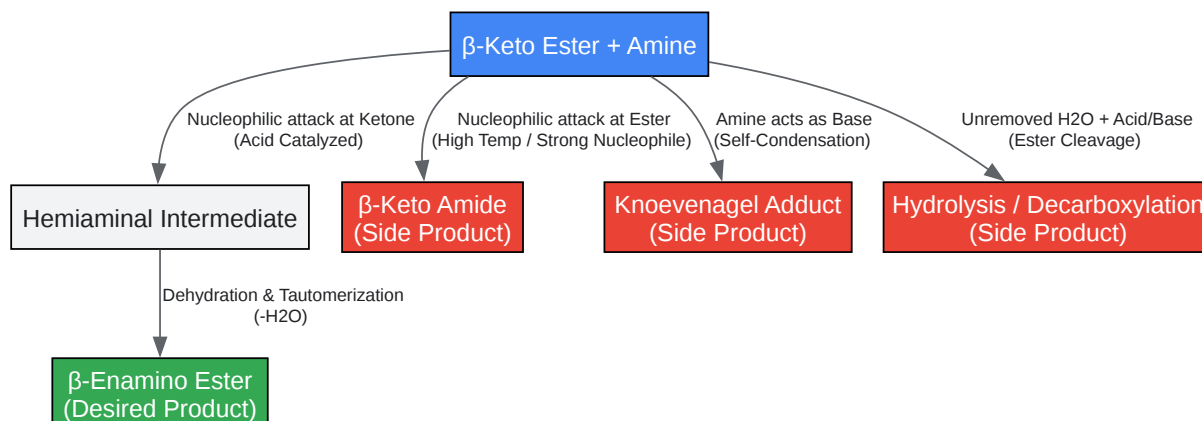 β-Keto Ester + Amine
Nucleophilic attack at Ketone
(Acid Catalyzed)
Nucleophilic attack at Ester
(High Temp / Strong Nucleophile)
Amine acts as Base
(Self-Condensation)
Unremoved H2O + Acid/Base
(Ester Cleavage)
Hemiaminal Intermediate
β-Keto Amide
(Side Product)
Knoevenagel Adduct
(Side Product)
Hydrolysis / Decarboxylation
(Side Product)
Dehydration & Tautomerization
(-H2O)
β-Enamino Ester
(Desired Product)